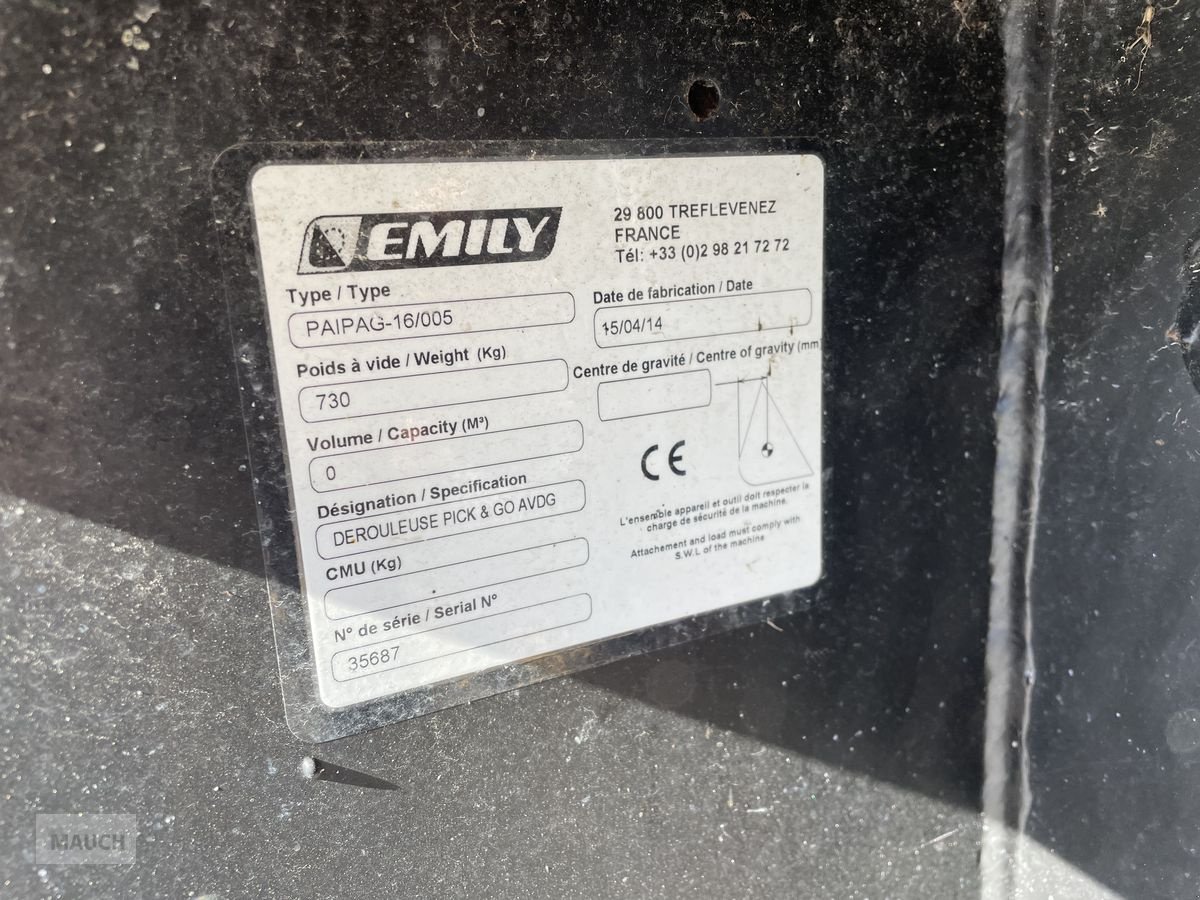 EMILY
29 800 TREFLEVENEZ
FRANCE
Tél: +33 (0)2 98 21 72 72
Type / Type
PAIPAG-16/005
Date de fabrication / Date
15/04/14
Poids à vide / Weight (Kg)
730
Centre de gravité / Centre of gravity (mm)
Volume / Capacity (M³)
0
CE
Désignation / Specification
DEROULEUSE PICK & GO AVDG
L'ensemble appareil et outil doit respecter la
charge de sécurité de la machine.
Attachement and load must comply with
S.W.L of the machine
CMU (Kg)
N° de série / Serial N°
35687
MAUCH